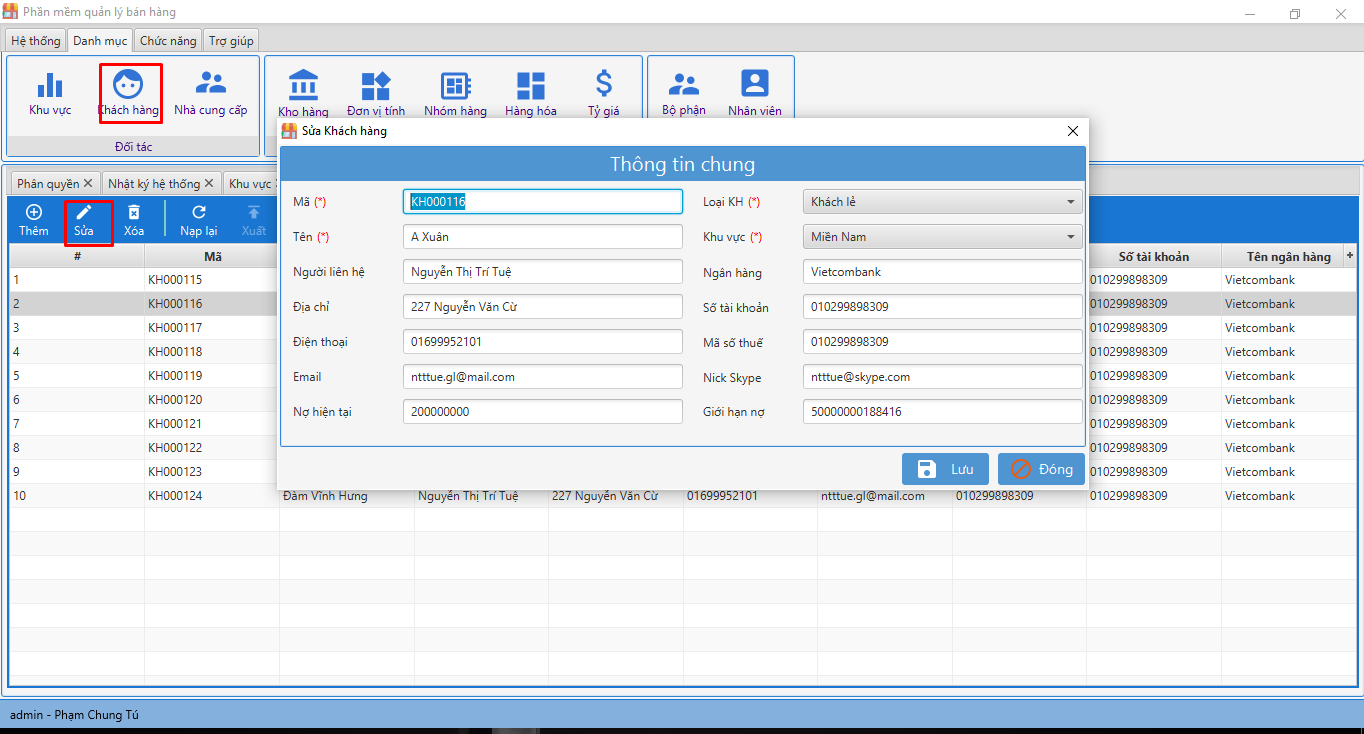 Phần mềm quản lý bán hàng
Hệ thống Danh mục Chức năng Trợ giúp
Khu vực Khách hàng Nhà cung cấp Kho hàng Đơn vị tính Nhóm hàng Hàng hóa Tỷ giá Bộ phận Nhân viên
Đối tác
Sửa Khách hàng
Thông tin chung
Phân quyền Nhật ký hệ thống Khu vực
Thêm Sửa Xóa Nạp lại Xuất
Mã (*) KH000116 Loại KH (*) Khách lẻ
Tên (*) A Xuân Khu vực (*) Miền Nam
Người liên hệ Nguyễn Thị Trí Tuệ Ngân hàng Vietcombank
Địa chỉ 227 Nguyễn Văn Cừ Số tài khoản 010299898309
Điện thoại 01699952101 Mã số thuế 010299898309
Email ntttue.gl@mail.com Nick Skype ntttue@skype.com
Nợ hiện tại 200000000 Giới hạn nợ 50000000188416
Lưu Đóng
# Mã Số tài khoản Tên ngân hàng +
1 KH000115 010299898309 Vietcombank
2 KH000116 010299898309 Vietcombank
3 KH000117 010299898309 Vietcombank
4 KH000118 010299898309 Vietcombank
5 KH000119 010299898309 Vietcombank
6 KH000120 010299898309 Vietcombank
7 KH000121 010299898309 Vietcombank
8 KH000122 010299898309 Vietcombank
9 KH000123 010299898309 Vietcombank
10 KH000124 Đàm Vĩnh Hưng Nguyễn Thị Trí Tuệ 227 Nguyễn Văn Cừ 01699952101 ntttue.gl@mail.com 010299898309 010299898309 Vietcombank
admin - Phạm Chung Tú